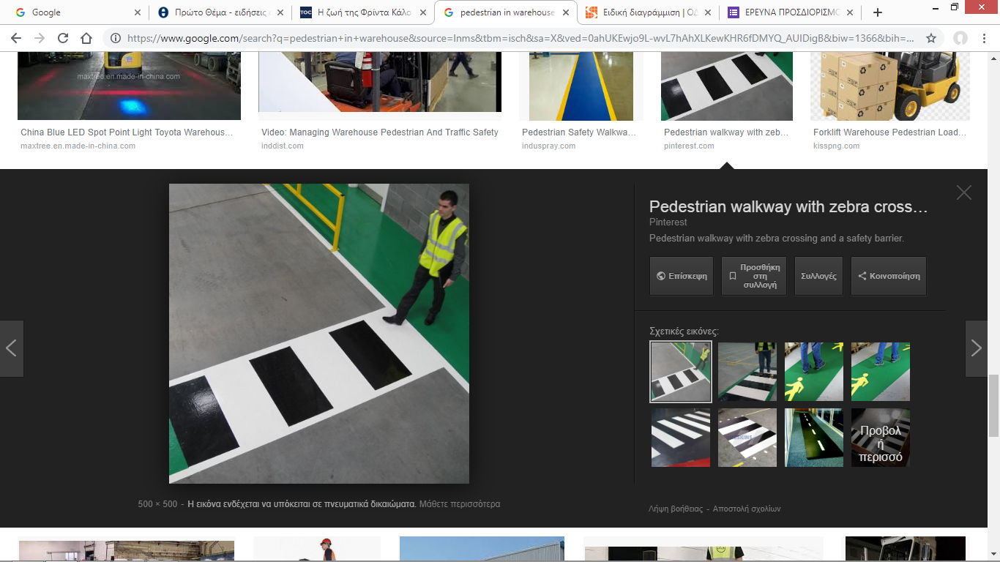 Google
Πρώτο Θέμα - ειδήσεις
Η ζωή της Φρίντα Κάλο
pedestrian in warehouse
Ειδική διαγράμμιση | ΟΔ
ΕΡΕΥΝΑ ΠΡΟΣΔΙΟΡΙΣΜΟ
TOC
https://www.google.com/search?q=pedestrian+in+warehouse&source=lnms&tbm=isch&sa=X&ved=0ahUKEwjo9L-wvL7hAhXLKewKHR6fDMYQ_AUIDigB&biw=1366&bih=...
maxtree.en.made-in-china.com
China Blue LED Spot Point Light Toyota Warehous…
maxtree.en.made-in-china.com
Video: Managing Warehouse Pedestrian And Traffic Safety
inddist.com
Pedestrian Safety Walkwa…
induspray.com
Pedestrian walkway with zeb…
pinterest.com
Forklift Warehouse Pedestrian Load…
kisspng.com
Pedestrian walkway with zebra cross…
Pinterest
Pedestrian walkway with zebra crossing and a safety barrier.
Επίσκεψη
Προσθήκη
στη
συλλογή
Συλλογές
Κοινοποίηση
Σχετικές εικόνες:
Προβολ
ή
περισσό
500 × 500 - Η εικόνα ενδέχεται να υπόκειται σε πνευματικά δικαιώματα. Μάθετε περισσότερα
Λήψη βοήθειας - Αποστολή σχολίων